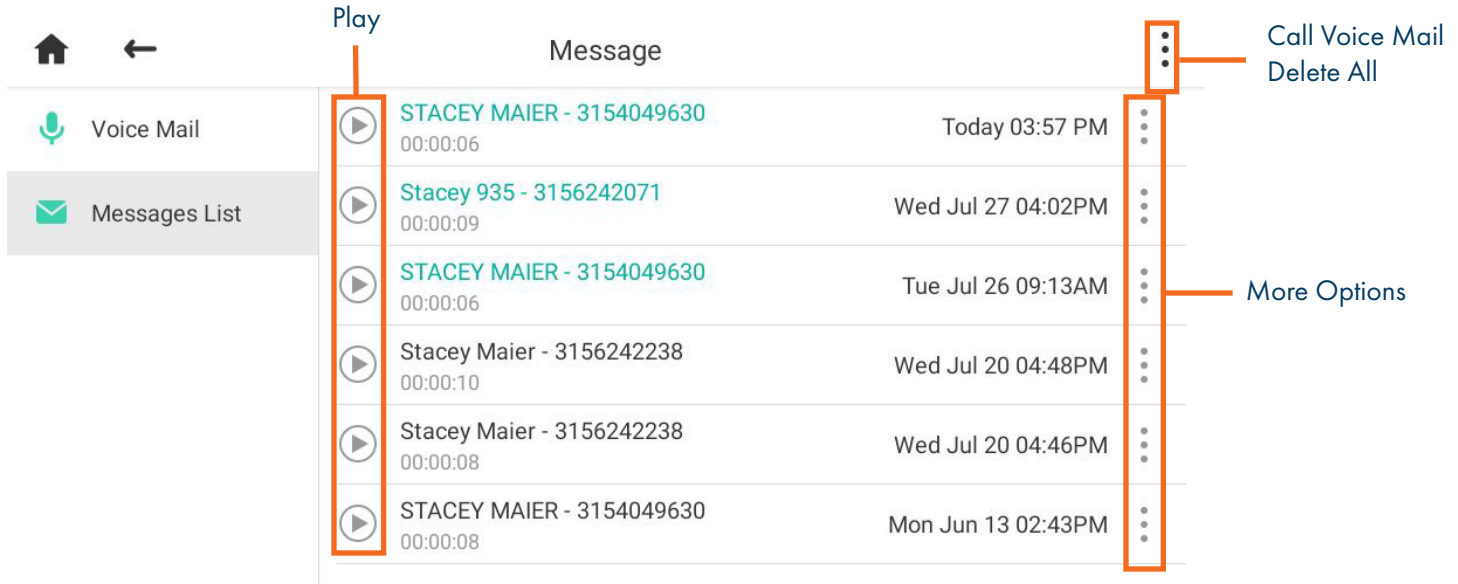 Play
Message
Call Voice Mail
Delete All
Voice Mail
Messages List
STACEY MAIER - 3154049630
00:00:06
Today 03:57 PM
Stacey 935 - 3156242071
00:00:09
Wed Jul 27 04:02PM
STACEY MAIER - 3154049630
00:00:06
Tue Jul 26 09:13AM
More Options
Stacey Maier - 3156242238
00:00:10
Wed Jul 20 04:48PM
Stacey Maier - 3156242238
00:00:08
Wed Jul 20 04:46PM
STACEY MAIER - 3154049630
00:00:08
Mon Jun 13 02:43PM